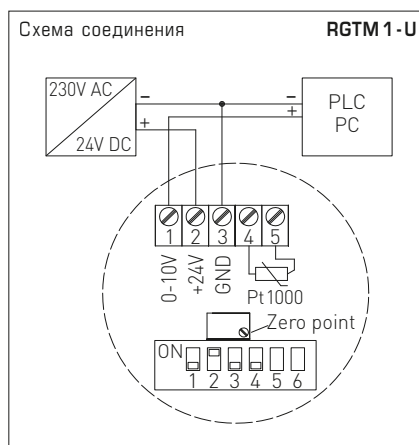 Схема соединения RGTM 1 - U
230V AC
24V DC
–
+
–
+
PLC
PC
1 2 3 4 5
0-10V
+24V
GND
Pt1000
Zero point
ON
1 2 3 4 5 6